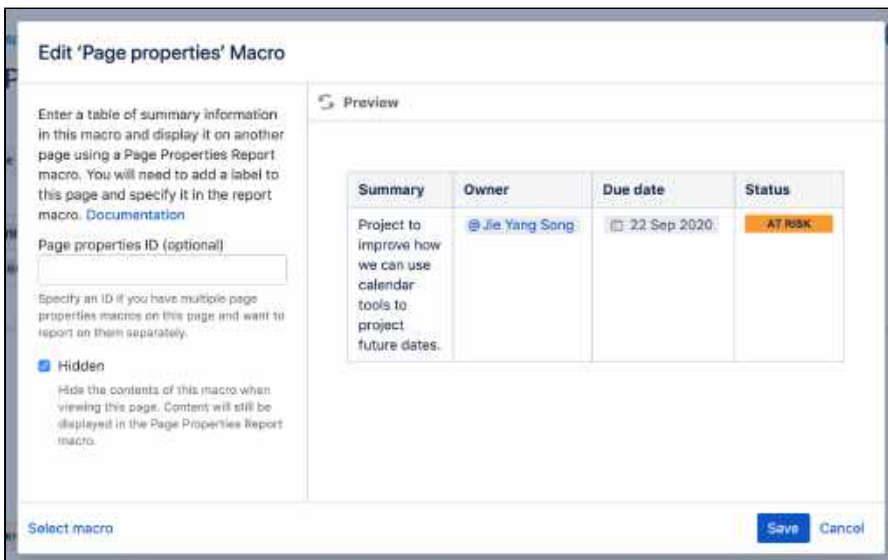 Edit ‘Page properties’ Macro
Enter a table of summary information
in this macro and display it on another
page using a Page Properties Report
macro. You will need to add a label to
this page and specify it in the report
macro. Documentation
Page properties ID (optional)
Specify an ID if you have multiple page
properties macros on this page and want to
report on them separately.
Hidden
Hide the contents of this macro when
viewing this page. Content will still be
displayed in the Page Properties Report
macro.
Preview
Summary Owner Due date Status
Project to @ Jie Yang Song 22 Sep 2020 AT RISK
improve how
we can use
calendar
tools to
project
future dates.
Select macro
Save Cancel